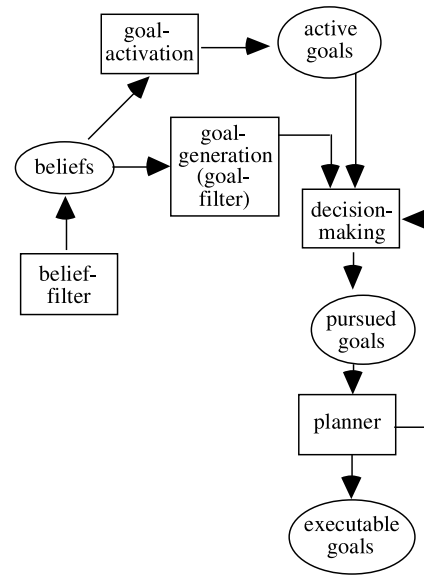 goal-
activation
active
goals
beliefs
goal-
generation
(goal-
filter)
decision-
making
belief-
filter
pursued
goals
planner
executable
goals